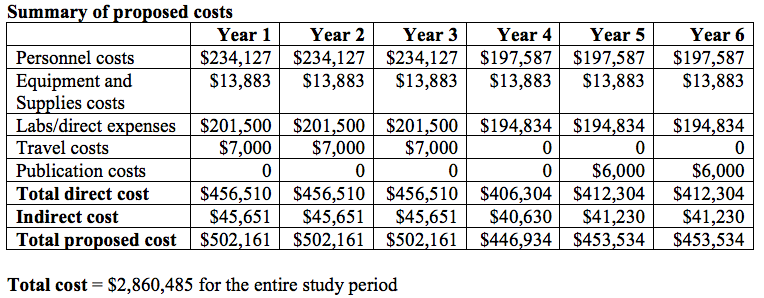 Summary of proposed costs
Year 1 Year 2 Year 3 Year 4 Year 5 Year 6
Personnel costs $234,127 $234,127 $234,127 $197,587 $197,587 $197,587
Equipment and $13,883 $13,883 $13,883 $13,883 $13,883 $13,883
Supplies costs
Labs/direct expenses $201,500 $201,500 $201,500 $194,834 $194,834 $194,834
Travel costs $7,000 $7,000 $7,000 0 0 0
Publication costs 0 0 0 0 $6,000 $6,000
Total direct cost $456,510 $456,510 $456,510 $406,304 $412,304 $412,304
Indirect cost $45,651 $45,651 $45,651 $40,630 $41,230 $41,230
Total proposed cost $502,161 $502,161 $502,161 $446,934 $453,534 $453,534
Total cost = $2,860,485 for the entire study period